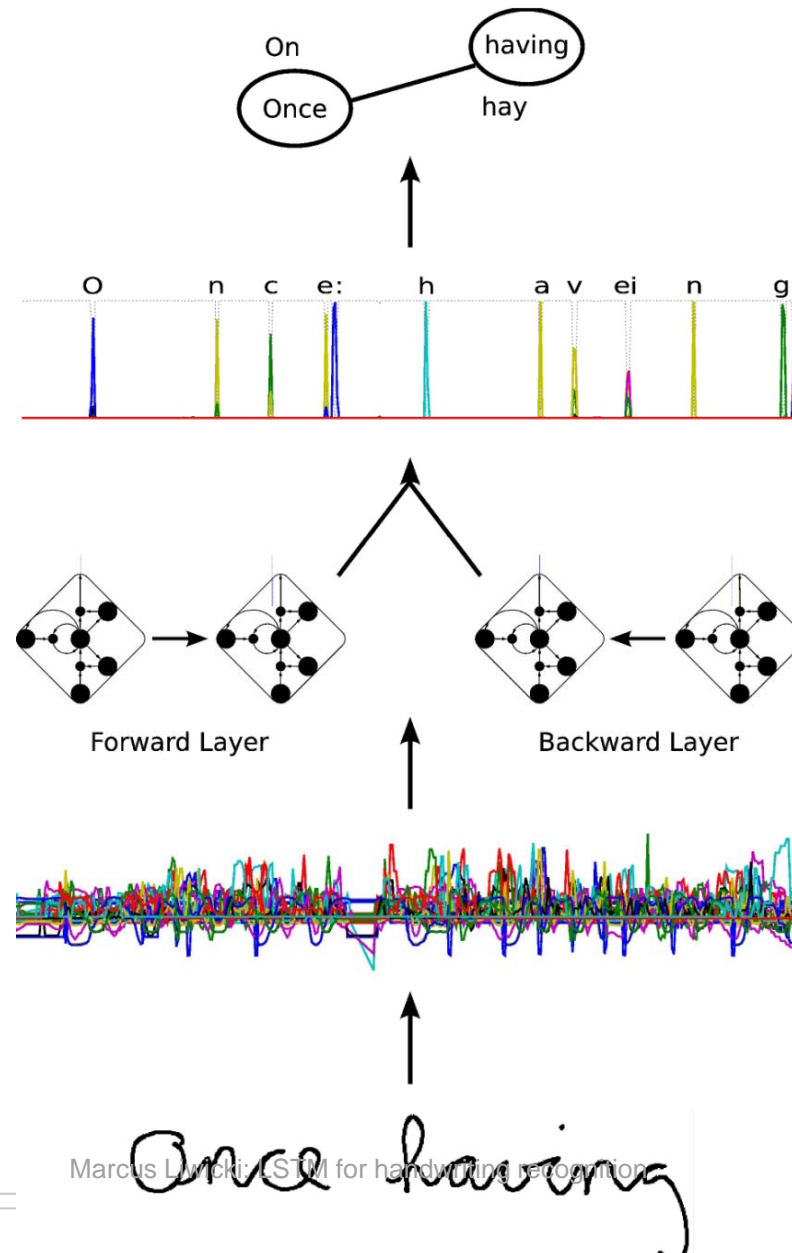 On having
Once hay
O n c e: h a v ei n g
Forward Layer Backward Layer
Once having
Marcus Liwicki: LSTM for handwriting recognition